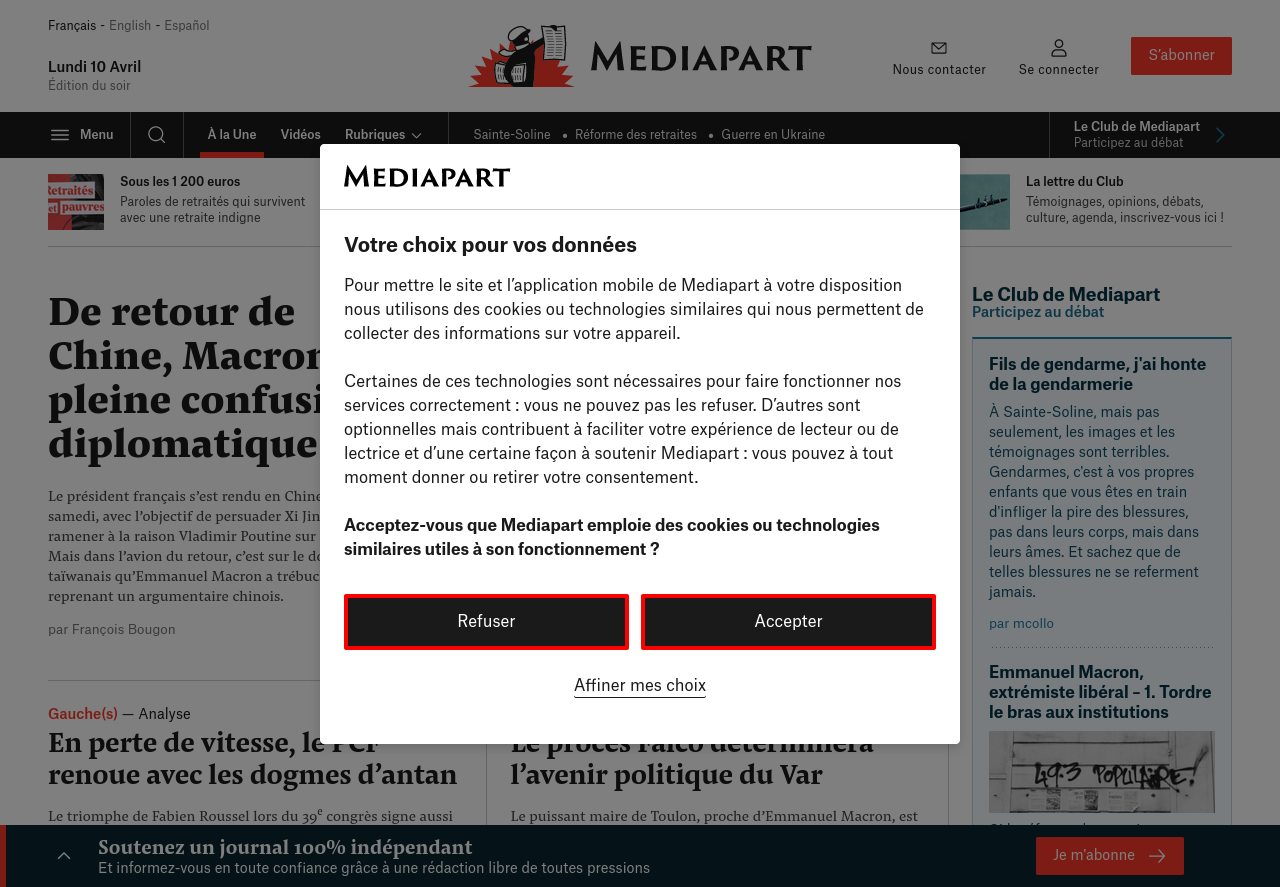 Français - English - Español
Lundi 10 Avril
Édition du soir
MEDIAPART
Nous contacter
Se connecter
S'abonner
Menu
À la Une
Vidéos
Rubriques
Sainte-Soline
Réforme des retraites
Guerre en Ukraine
Le Club de Mediapart
Participez au débat
Retraités
et pauvres
Sous les 1 200 euros
Paroles de retraités qui survivent
avec une retraite indigne
La lettre du Club
Témoignages, opinions, débats,
culture, agenda, inscrivez-vous ici !
MEDIAPART
Votre choix pour vos données
Pour mettre le site et l’application mobile de Mediapart à votre disposition
nous utilisons des cookies ou technologies similaires qui nous permettent de
collecter des informations sur votre appareil.
Certaines de ces technologies sont nécessaires pour faire fonctionner nos
services correctement : vous ne pouvez pas les refuser. D’autres sont
optionnelles mais contribuent à faciliter votre expérience de lecteur ou de
lectrice et d’une certaine façon à soutenir Mediapart : vous pouvez à tout
moment donner ou retirer votre consentement.
Acceptez-vous que Mediapart emploie des cookies ou technologies
similaires utiles à son fonctionnement ?
Refuser
Accepter
Affiner mes choix
De retour de
Chine, Macron
pleine confusi
diplomatique
Le président français s’est rendu en Chine
samedi, avec l’objectif de persuader Xi Jin
ramener à la raison Vladimir Poutine sur
Mais dans l’avion du retour, c’est sur le de
taïwanais qu’Emmanuel Macron a trébuc
reprenant un argumentaire chinois.
par François Bougon
Gauche(s) — Analyse
En perte de vitesse, le PCF
renoue avec les dogmes d’antan
Le triomphe de Fabien Roussel lors du 39e congrès signe aussi
Le procès Falco déterminera
l’avenir politique du Var
Le puissant maire de Toulon, proche d’Emmanuel Macron, est
Le Club de Mediapart
Participez au débat
Fils de gendarme, j'ai honte
de la gendarmerie
À Sainte-Soline, mais pas
seulement, les images et les
témoignages sont terribles.
Gendarmes, c'est à vos propres
enfants que vous êtes en train
d'infliger la pire des blessures,
pas dans leurs corps, mais dans
leurs âmes. Et sachez que de
telles blessures ne se referment
jamais.
par mcollo
Emmanuel Macron,
extrémiste libéral – 1. Tordre
le bras aux institutions
49.3 POPULAIRE!
Soutenez un journal 100% indépendant
Et informez-vous en toute confiance grâce à une rédaction libre de toutes pressions
Je m'abonne